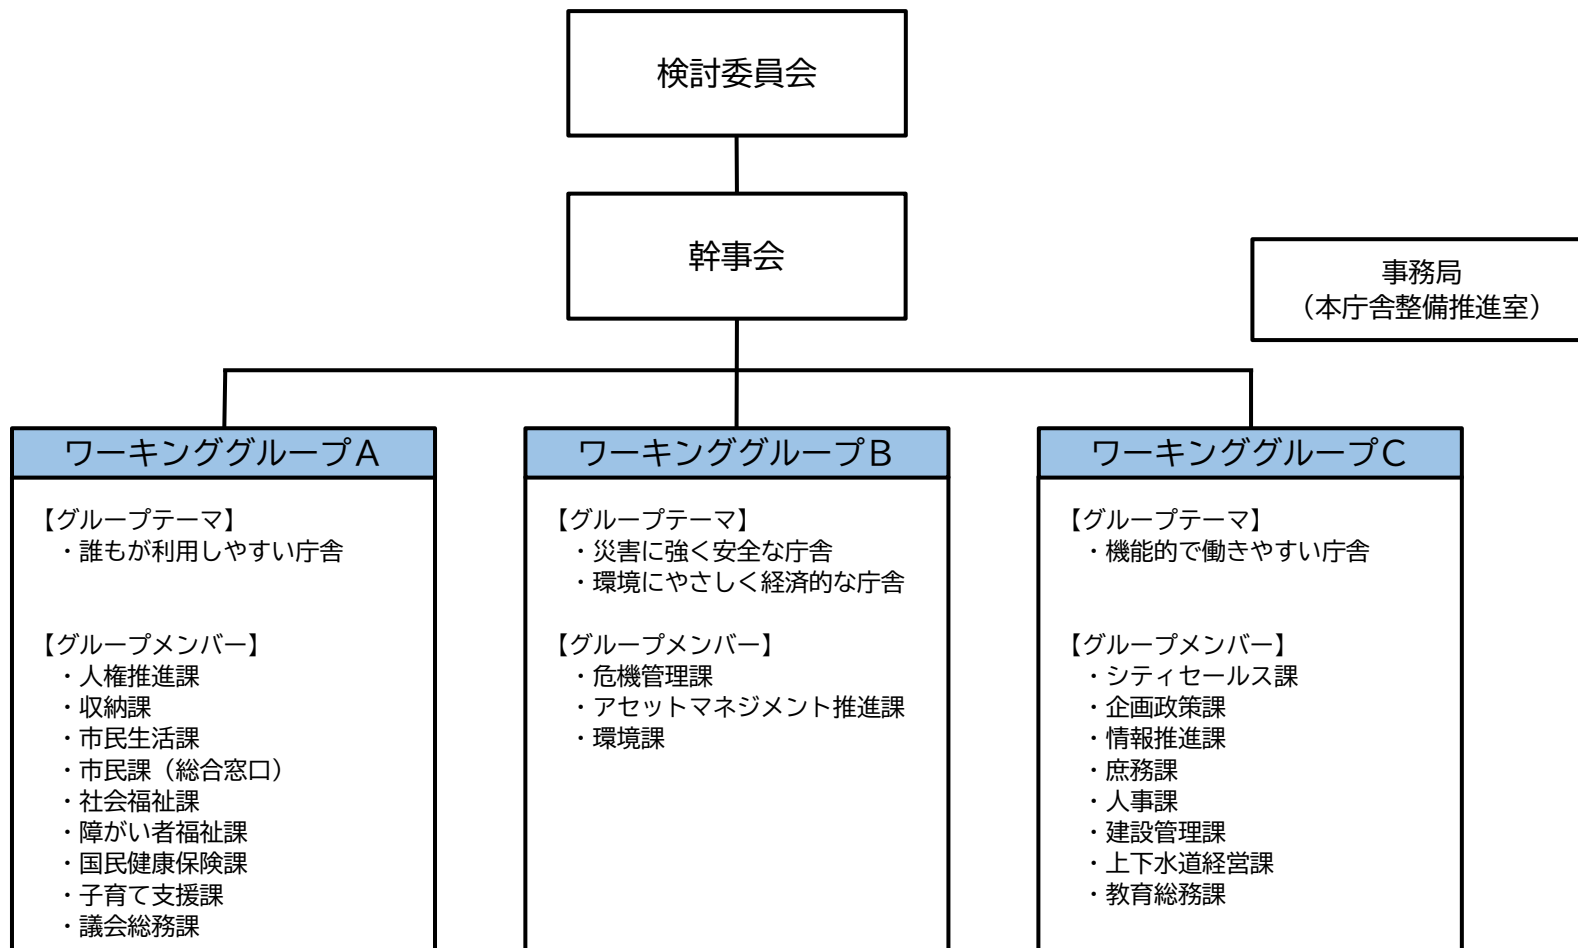 検討委員会
幹事会
事務局
（本庁舎整備推進室）
ワーキンググループA
【グループテーマ】
・誰もが利用しやすい庁舎
【グループメンバー】
・人権推進課
・収納課
・市民生活課
・市民課（総合窓口）
・社会福祉課
・障がい者福祉課
・国民健康保険課
・子育て支援課
・議会総務課
ワーキンググループB
【グループテーマ】
・災害に強く安全な庁舎
・環境にやさしく経済的な庁舎
【グループメンバー】
・危機管理課
・アセットマネジメント推進課
・環境課
ワーキンググループC
【グループテーマ】
・機能的で働きやすい庁舎
【グループメンバー】
・シティセールス課
・企画政策課
・情報推進課
・庶務課
・人事課
・建設管理課
・上下水道経営課
・教育総務課